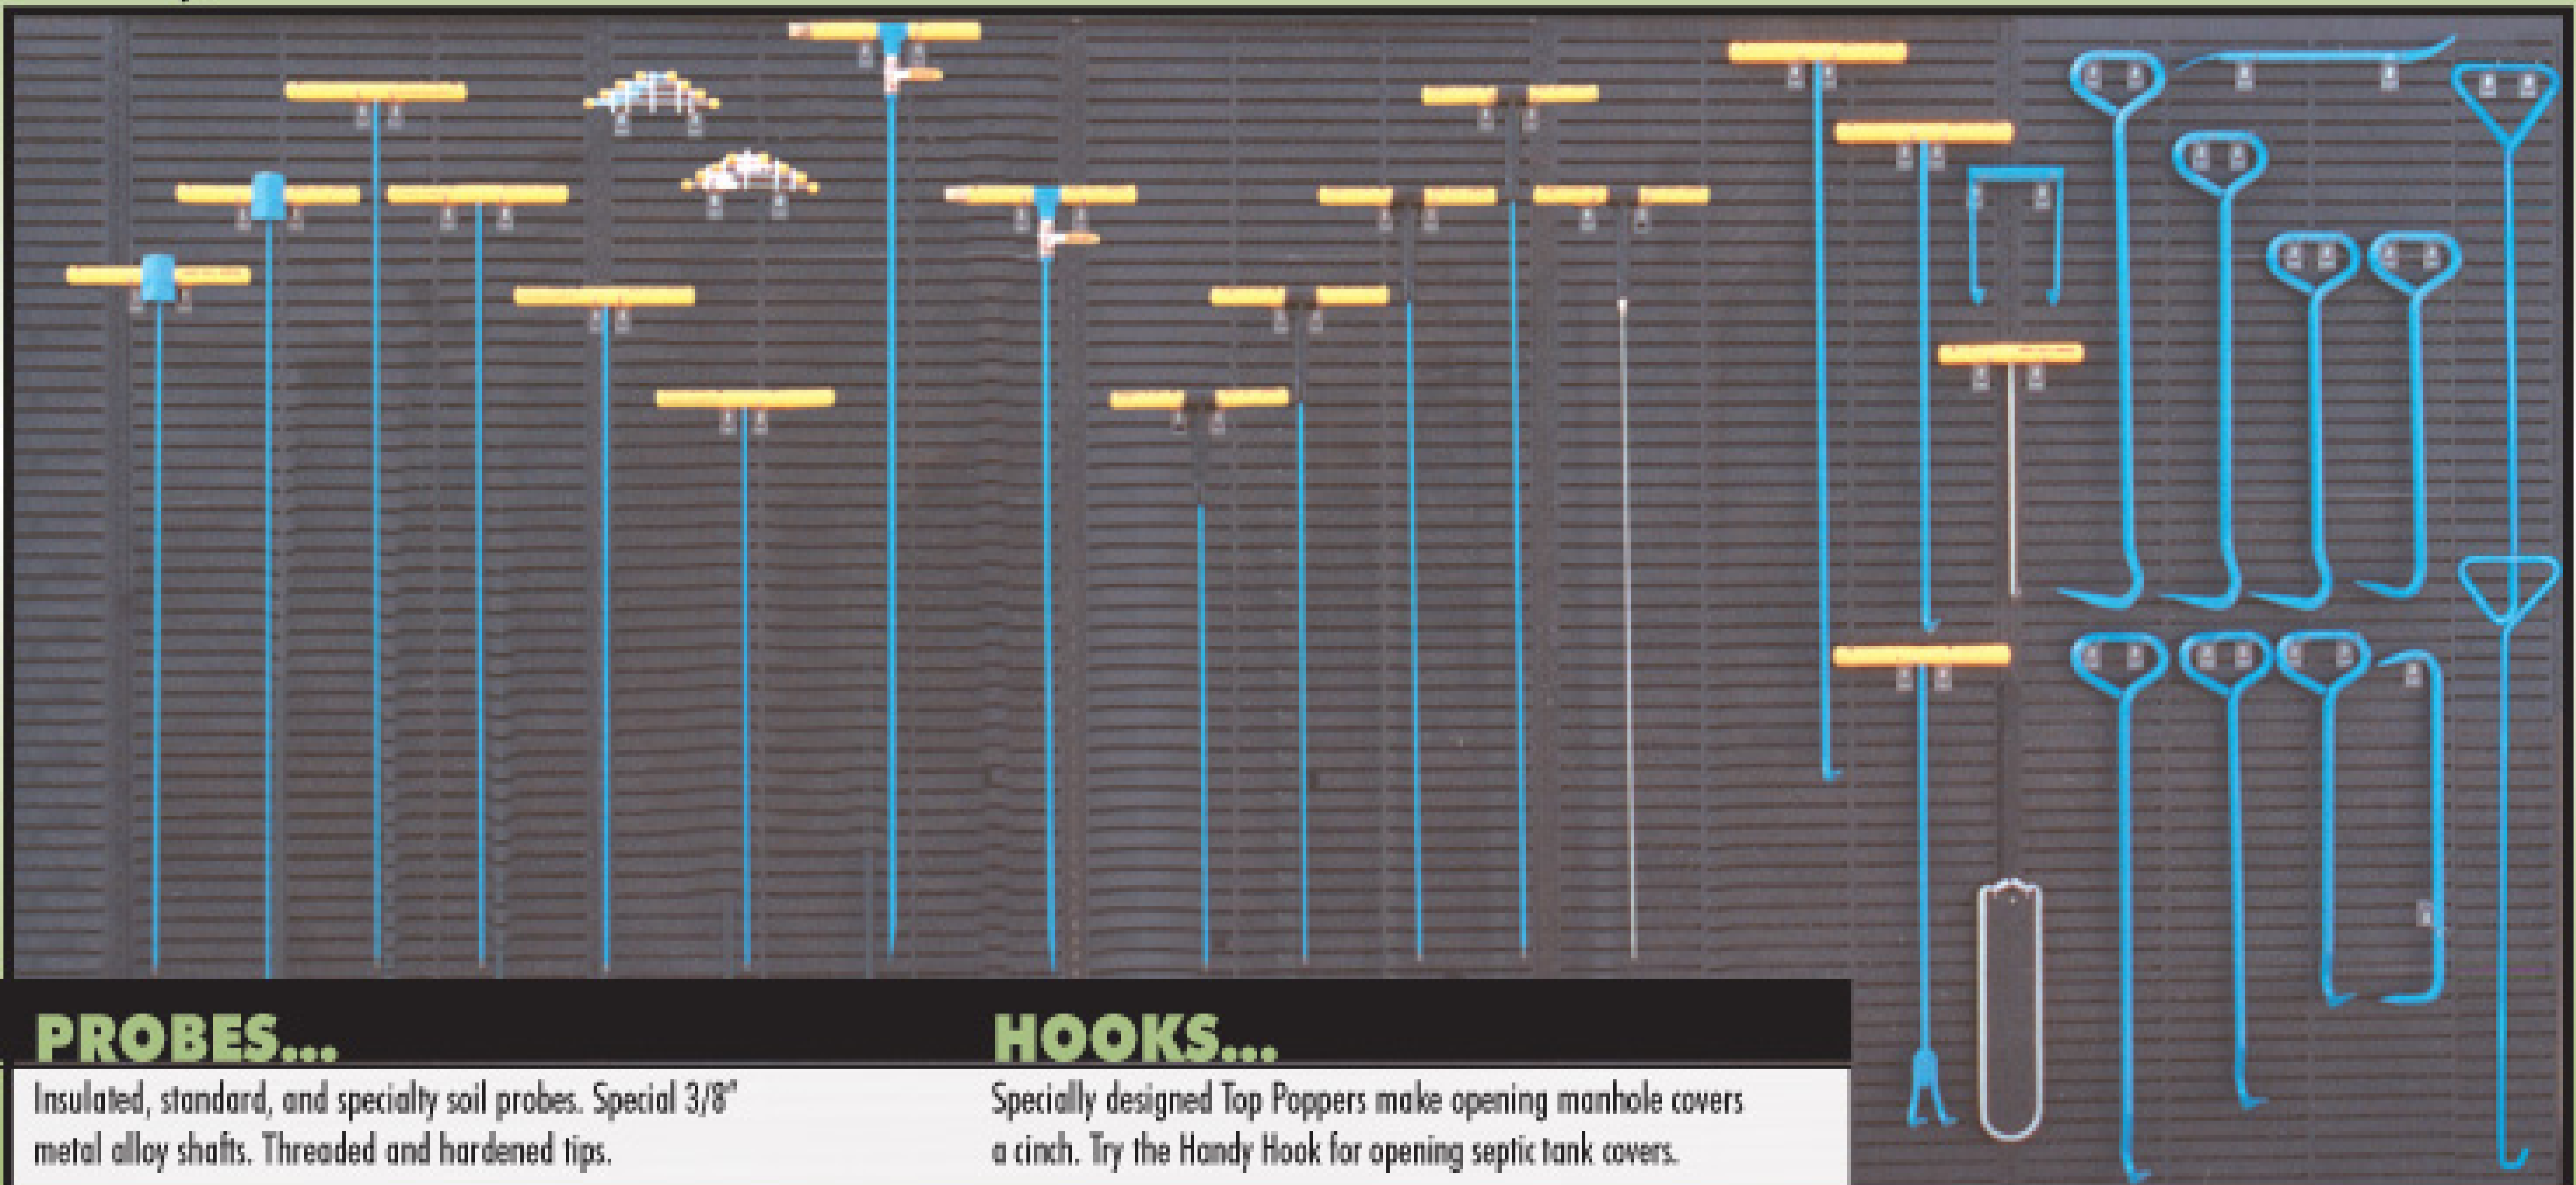 PROBES...
Insulated, standard, and specialty soil probes. Special 3/8"
metal alloy shafts. Threaded and hardened tips.
HOOKS...
Specially designed Top Poppers make opening manhole covers
a cinch. Try the Handy Hook for opening septic tank covers.